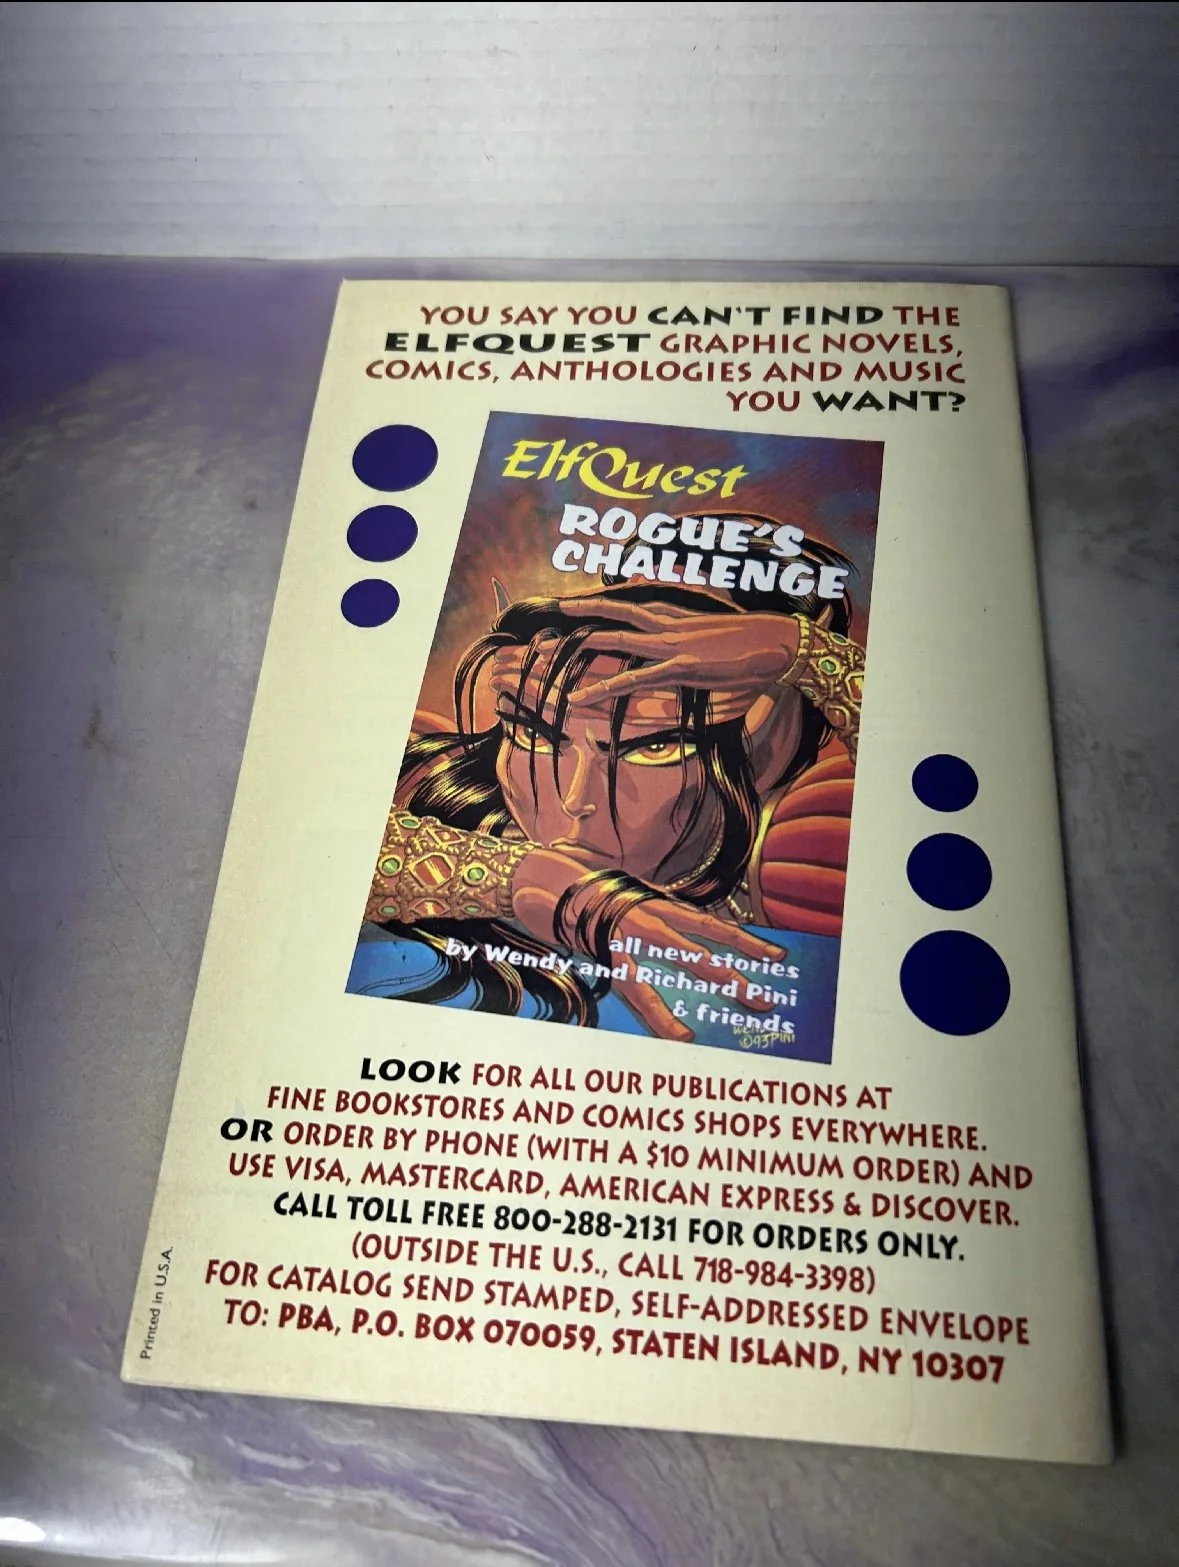 YOU SAY YOU CAN'T FIND THE
ELFQUEST GRAPHIC NOVELS,
COMICS, ANTHOLOGIES AND MUSIC
YOU WANT?
ElfQuest
ROGUE'S
CHALLENGE
all new stories
by Wendy and Richard Pini
& friends
©93 PINI
LOOK FOR ALL OUR PUBLICATIONS AT
FINE BOOKSTORES AND COMICS SHOPS EVERYWHERE.
OR ORDER BY PHONE (WITH A $10 MINIMUM ORDER) AND
USE VISA, MASTERCARD, AMERICAN EXPRESS & DISCOVER.
CALL TOLL FREE 800-288-2131 FOR ORDERS ONLY.
(OUTSIDE THE U.S., CALL 718-984-3398)
FOR CATALOG SEND STAMPED, SELF-ADDRESSED ENVELOPE
TO: PBA, P.O. BOX 070059, STATEN ISLAND, NY 10307
Printed in U.S.A.